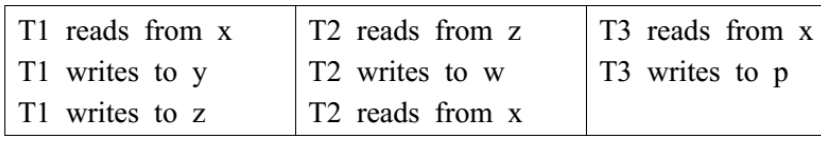 T1 reads from x
T1 writes to y
T1 writes to z
T2 reads from z
T2 writes to w
T2 reads from x
T3 reads from x
T3 writes to p